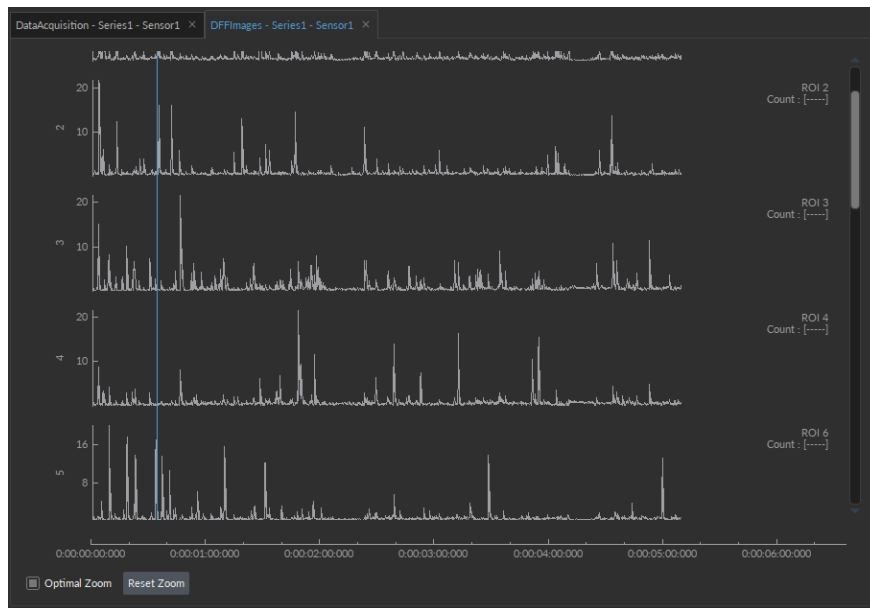 DataAcquisition - Series1 - Sensor1 ×
DFFImages - Series1 - Sensor1 ×
20
10
2
ROI 2
Count : [-----]
20
10
3
ROI 3
Count : [-----]
20
10
4
ROI 4
Count : [-----]
16
8
5
ROI 6
Count : [-----]
0:00:00:00:000 0:00:01:00:000 0:00:02:00:000 0:00:03:00:000 0:00:04:00:000 0:00:05:00:000 0:00:06:00:000
Optimal Zoom Reset Zoom